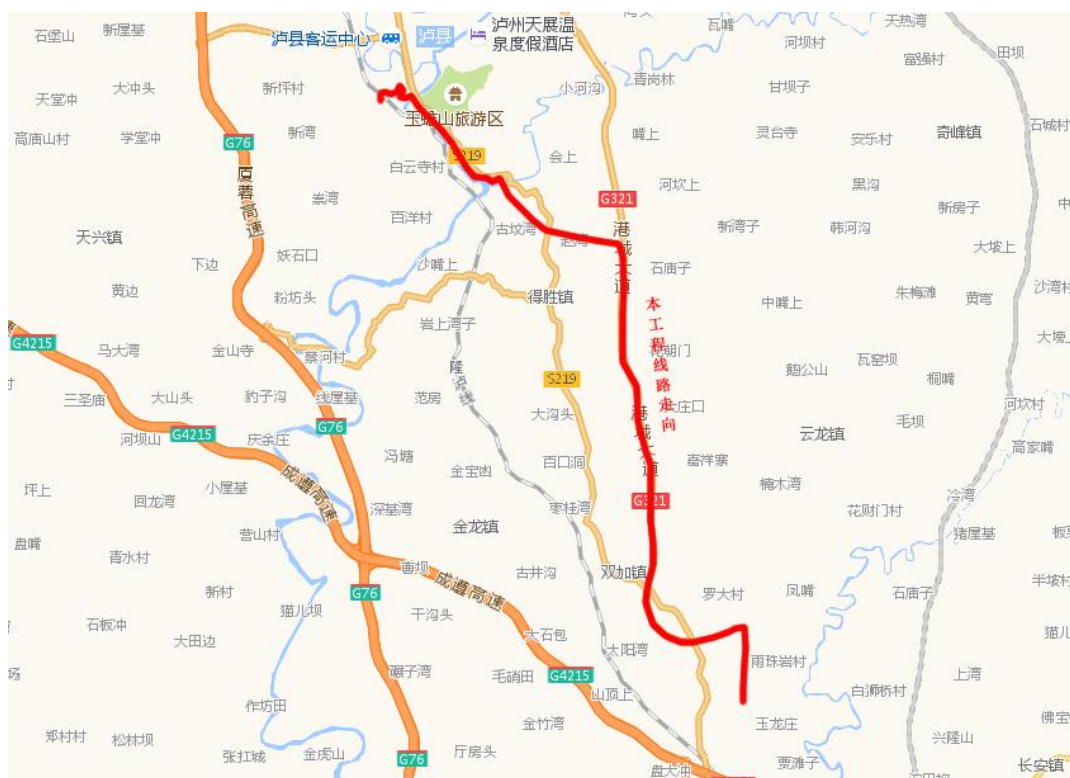 新屋基
石堡山
泸县客运中心
泸县
泸州天展温
泉度假酒店
瓦嘴
天热湾
河坝村
富强村
田坝
天堂冲
大冲头
新坪村
小河沟
青岗林
甘坝子
高庙山村
学堂冲
新湾
G76
玉蟾山旅游区
嘴上
灵台寺
安乐村
奇峰镇
石城村
白云寺村
S219
会上
厦蓉高速
崇湾
百洋村
河坎上
黑沟
G321
新房子
中
天兴镇
古坟湾
赵湾
港城大道
新湾子
韩河沟
大坡上
下边
妖石口
沙嘴上
石庙子
黄边
粉坊头
得胜镇
中嘴上
朱梅滩
黄弯
沙湾村
本工程线路走向
G4215
马大湾
金山寺
蔡河村
岩上湾子
花朝门
鲍公山
瓦窑坝
桐嘴
大塝上
三圣庙
大山头
豹子沟
线屋基
范房
S219
隆
大沟头
大庄口
港城大道
毛坝
河坎村
G4215
河坝山
庆余庄
G76
冯塘
金宝凼
百口洞
嘉祥寨
云龙镇
高家嘴
坪上
回龙湾
小屋基
成遵高速
深基湾
枣桂湾
G321
楠木湾
冷湾
花财门村
盘嘴
营山村
金龙镇
猪屋基
青水村
曹坝
古井沟
双加镇
罗大村
凤嘴
石庙子
半坡村
新村
猫儿坝
G76
成遵高速
石板冲
大田边
干沟头
大石包
太阳湾
雨珠岩村
猫儿
场
碾子湾
毛硝田
G4215
山顶上
白狮桥村
上湾
作坊田
金竹湾
玉龙庄
佛宝
郑村村
松林坝
张扛城
金虎山
G76
厅房头
盘犬冲
贾滩子
兴隆山
长安镇